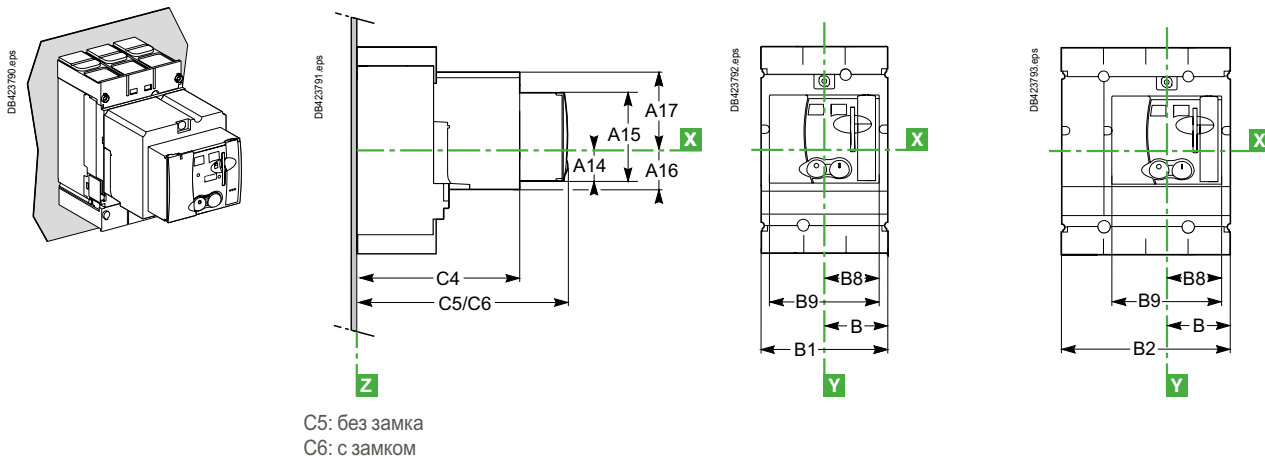 DB423790.eps
DB423791.eps
A17
A15
X
A14
A16
C4
C5/C6
Z
C5: без замка
C6: с замком
DB423792.eps
X
B8
B9
B
B1
Y
DB423793.eps
X
B8
B9
B
B2
Y